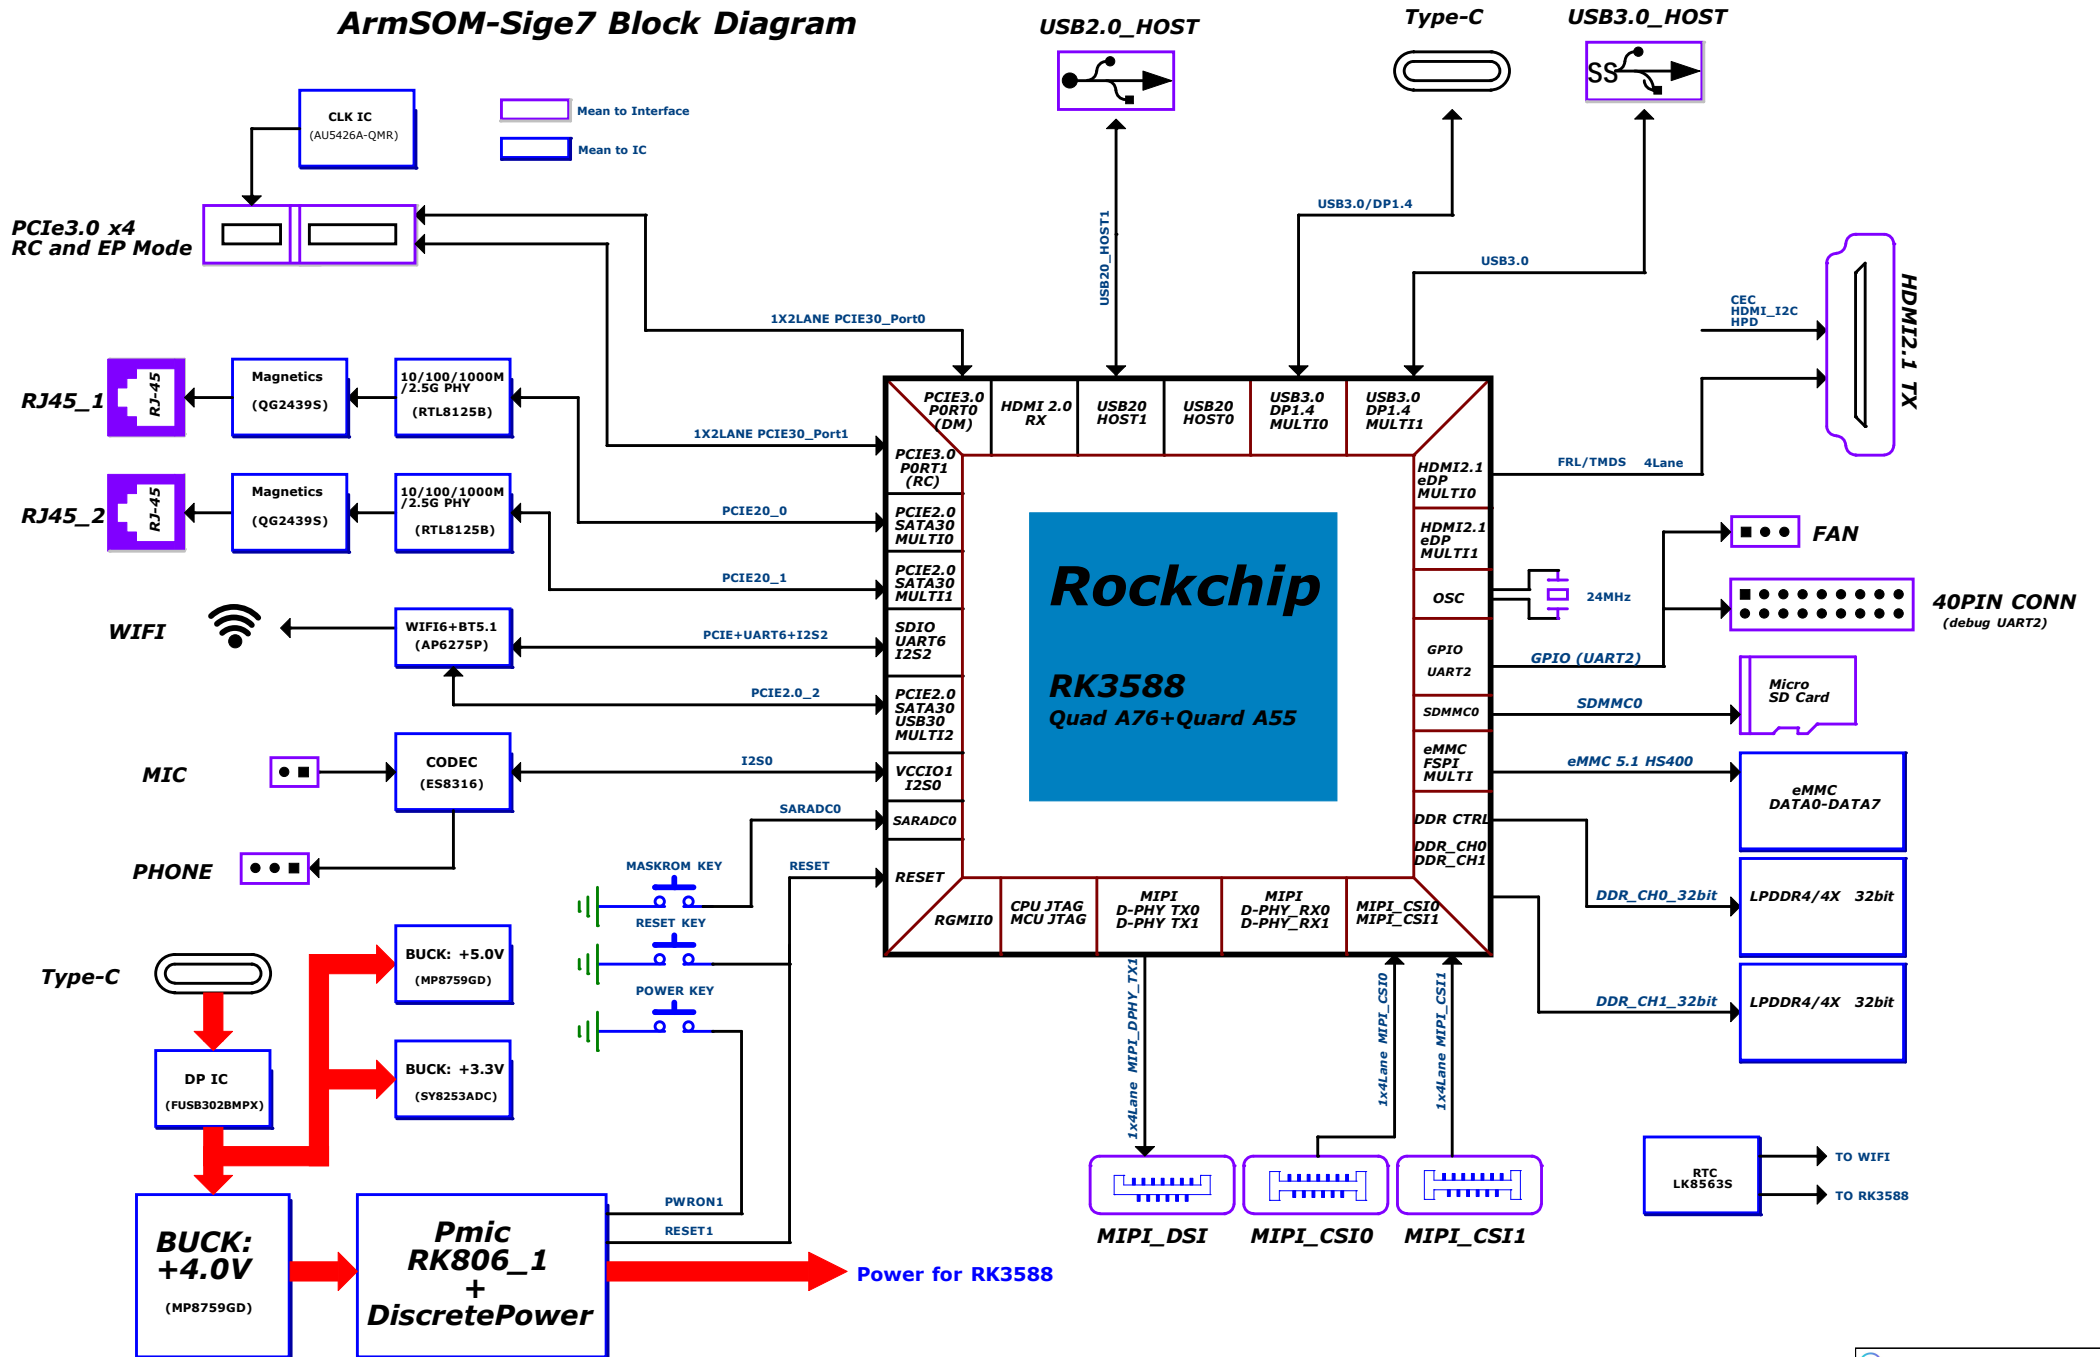 ArmSOM-Sige7 Block Diagram
USB2.0_HOST
Type-C
USB3.0_HOST
SS
CLK IC
(AU5426A-QMR)
Mean to Interface
Mean to IC
PCIe3.0 x4
RC and EP Mode
USB20_HOST1
USB3.0/DP1.4
USB3.0
1X2LANE PCIE30_Port0
1X2LANE PCIE30_Port1
CEC
HDMI_I2C
HPD
HDMI2.1 TX
FRL/TMDS 4Lane
RJ45_1
RJ-45
Magnetics
(QG2439S)
10/100/1000M
/2.5G PHY
(RTL8125B)
RJ45_2
RJ-45
Magnetics
(QG2439S)
10/100/1000M
/2.5G PHY
(RTL8125B)
PCIE20_0
PCIE20_1
WIFI
WIFI6+BT5.1
(AP6275P)
PCIE+UART6+I2S2
PCIE2.0_2
MIC
CODEC
(ES8316)
I2S0
PHONE
SARADC0
MASKROM KEY
RESET
RESET KEY
POWER KEY
PCIE3.0
P0RT0
(DM)
HDMI 2.0
RX
USB20
HOST1
USB20
HOST0
USB3.0
DP1.4
MULTI0
USB3.0
DP1.4
MULTI1
PCIE3.0
P0RT1
(RC)
PCIE2.0
SATA30
MULTI0
PCIE2.0
SATA30
MULTI1
SDIO
UART6
I2S2
PCIE2.0
SATA30
USB30
MULTI2
VCCIO1
I2S0
SARADC0
RESET
RGMII0
CPU JTAG
MCU JTAG
MIPI
D-PHY TX0
D-PHY TX1
MIPI
D-PHY_RX0
D-PHY_RX1
MIPI_CSI0
MIPI_CSI1
HDMI2.1
eDP
MULTI0
HDMI2.1
eDP
MULTI1
OSC
GPIO
UART2
SDMMC0
eMMC
FSPI
MULTI
DDR CTRL
DDR_CH0
DDR_CH1
Rockchip
RK3588
Quad A76+Quard A55
24MHz
FAN
40PIN CONN
(debug UART2)
GPIO (UART2)
SDMMC0
Micro
SD Card
eMMC 5.1 HS400
eMMC
DATA0-DATA7
DDR_CH0_32bit
LPDDR4/4X 32bit
DDR_CH1_32bit
LPDDR4/4X 32bit
1x4Lane MIPI_DPHY_TX1
1x4Lane MIPI_CSI0
1x4Lane MIPI_CSI1
MIPI_DSI
MIPI_CSI0
MIPI_CSI1
RTC
LK8563S
TO WIFI
TO RK3588
Type-C
DP IC
(FUSB302BMPX)
BUCK: +5.0V
(MP8759GD)
BUCK: +3.3V
(SY8253ADC)
BUCK:
+4.0V
(MP8759GD)
Pmic
RK806_1
+
DiscretePower
PWRON1
RESET1
Power for RK3588